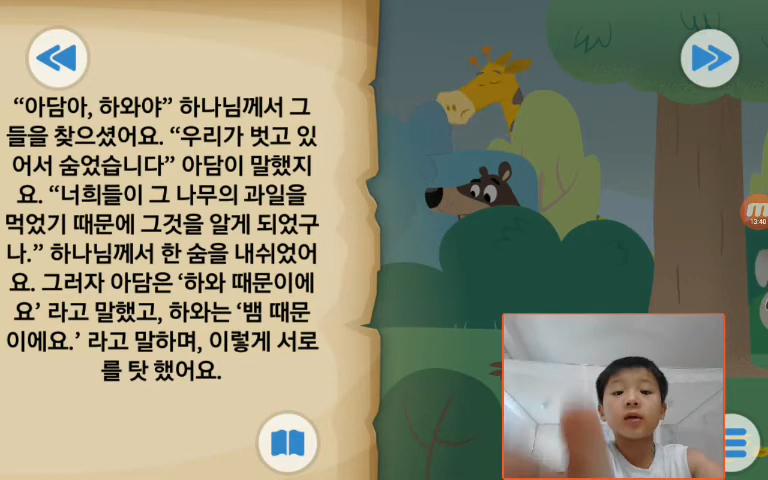 “아담아, 하와야” 하나님께서 그
들을 찾으셨어요. “우리가 벗고 있
어서 숨었습니다” 아담이 말했지
요. “너희들이 그 나무의 과일을
먹었기 때문에 그것을 알게 되었구
나.” 하나님께서 한 숨을 내쉬었어
요. 그러자 아담은 ‘하와 때문이에
요’ 라고 말했고, 하와는 ‘뱀 때문
이에요.’ 라고 말하며, 이렇게 서로
를 탓 했어요.
13:40